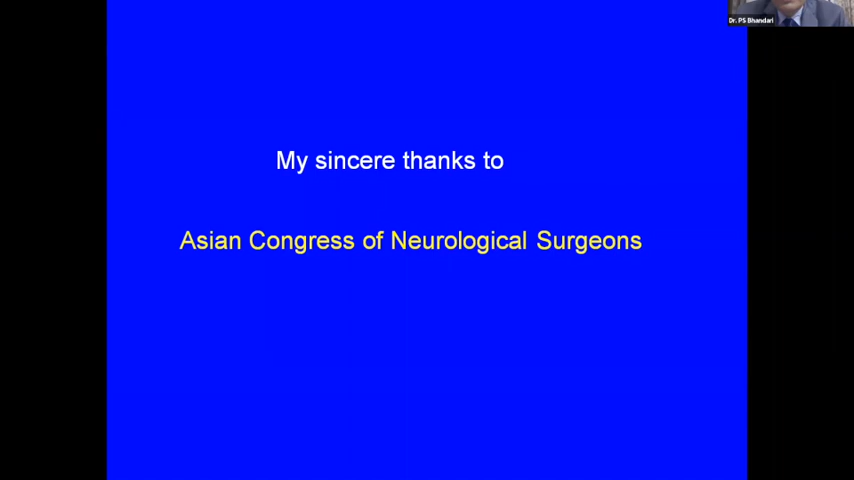 Dr. PS Bhandari
My sincere thanks to
Asian Congress of Neurological Surgeons